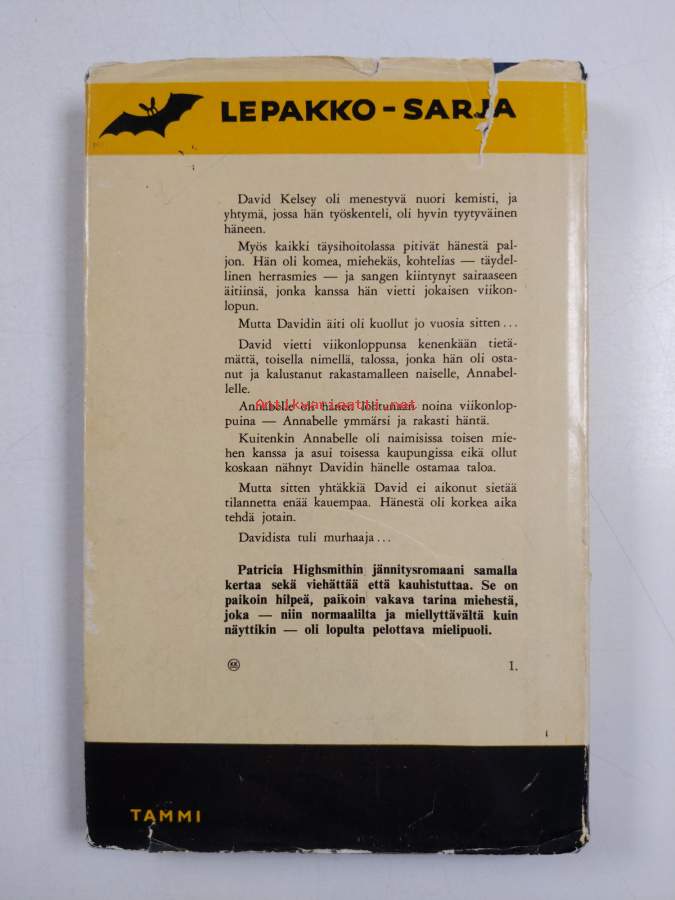 LEPAKKO-SARJA
David Kelsey oli menestyvä nuori kemisti, ja
yhtymä, jossa hän työskenteli, oli hyvin tyytyväinen
häneen.
Myös kaikki täysihoitolassa pitivät hänestä pal-
jon. Hän oli komea, miehekäs, kohtelias — täydel-
linen herrasmies — ja sangen kiintynyt sairaaseen
äitiinsä, jonka kanssa hän vietti jokaisen viikon-
lopun.
Mutta Davidin äiti oli kuollut jo vuosia sitten...
David vietti viikonloppunsa kenenkään tietä-
mättä, toisella nimellä, talossa, jonka hän oli osta-
nut ja kalustanut rakastamalleen naiselle, Annabel-
lelle.
Antikvariaatti.net
Annabelle oli hänen noina viikonlop-
puina — Annabelle ymmärsi ja rakasti häntä.
Kuitenkin Annabelle oli naimisissa toisen mie-
hen kanssa ja asui toisessa kaupungissa eikä ollut
koskaan nähnyt Davidin hänelle ostamaa taloa.
Mutta sitten yhtäkkiä David ei aikonut sietää
tilannetta enää kauempaa. Hänestä oli korkea aika
tehdä jotain.
Davidista tuli murhaaja...
Patricia Highsmithin jännitysromaani samalla
kertaa sekä viehättää että kauhistuttaa. Se on
paikoin hilpeä, paikoin vakava tarina miehestä,
joka — niin normaalilta ja miellyttävältä kuin
näyttikin — oli lopulta pelottava mielipuoli.
KK 1.
TAMMI